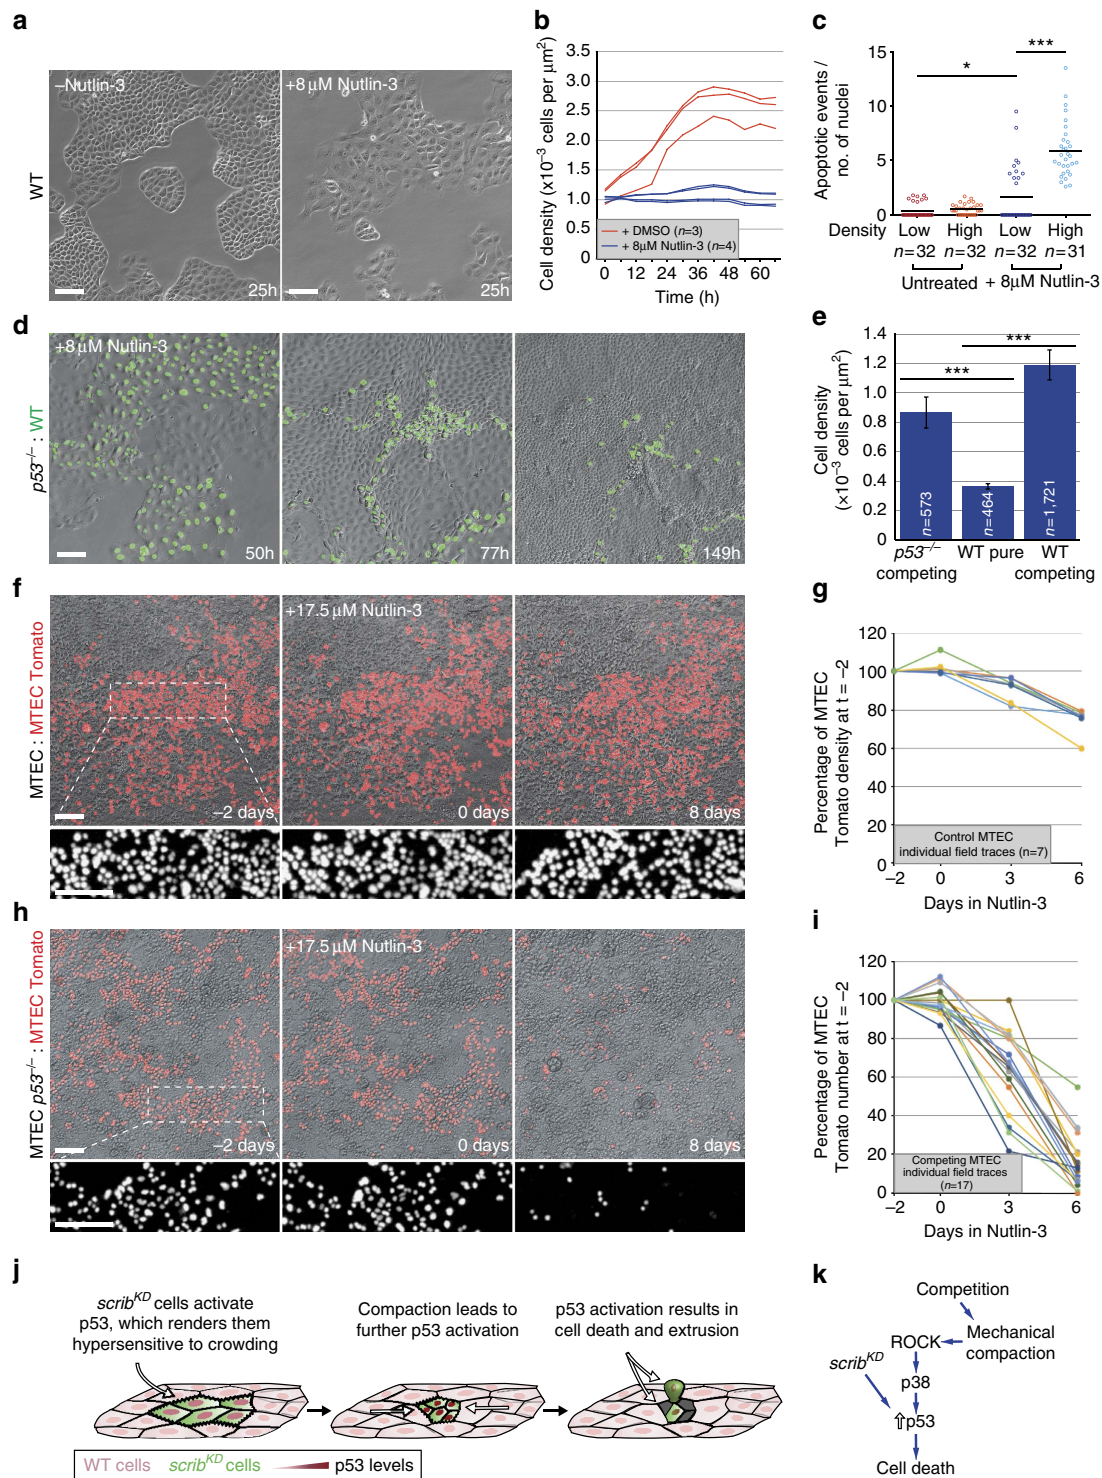 a
–Nutlin-3
+8 μM Nutlin-3
WT
25h
25h
b
Cell density (x10⁻³ cells per μm²)
3.5
3.0
2.5
2.0
1.5
1.0
0.5
0
+ DMSO (n=3)
+ 8μM Nutlin-3 (n=4)
0 12 24 36 48 60
Time (h)
c
Apoptotic events /
no. of nuclei
15
10
5
0
*
***
Density Low High Low High
n=32 n=32 n=32 n=31
Untreated + 8μM Nutlin-3
d
+8 μM Nutlin-3
p53⁻/⁻ : WT
50h
77h
149h
e
Cell density
(×10⁻³ cells per μm²)
1.4
1.2
1.0
0.8
0.6
0.4
0.2
0
***
***
n=573
n=464
n=1,721
p53⁻/⁻ WT pure WT
competing competing
f
+17.5 μM Nutlin-3
MTEC : MTEC Tomato
–2 days
0 days
8 days
g
Percentage of MTEC
Tomato density at t = –2
120
100
80
60
40
20
0
Control MTEC
individual field traces (n=7)
–2 0 3 6
Days in Nutlin-3
h
+17.5 μM Nutlin-3
MTEC p53⁻/⁻ : MTEC Tomato
–2 days
0 days
8 days
i
Percentage of MTEC
Tomato number at t = –2
120
100
80
60
40
20
0
Competing MTEC
individual field traces
(n=17)
–2 0 3 6
Days in Nutlin-3
j
scribᴷᴰ cells activate
p53, which renders them
hypersensitive to crowding
Compaction leads to
further p53 activation
p53 activation results in
cell death and extrusion
WT cells scribᴷᴰ cells p53 levels
k
Competition
Mechanical
compaction
ROCK
scribᴷᴰ
p38
⇧p53
Cell death